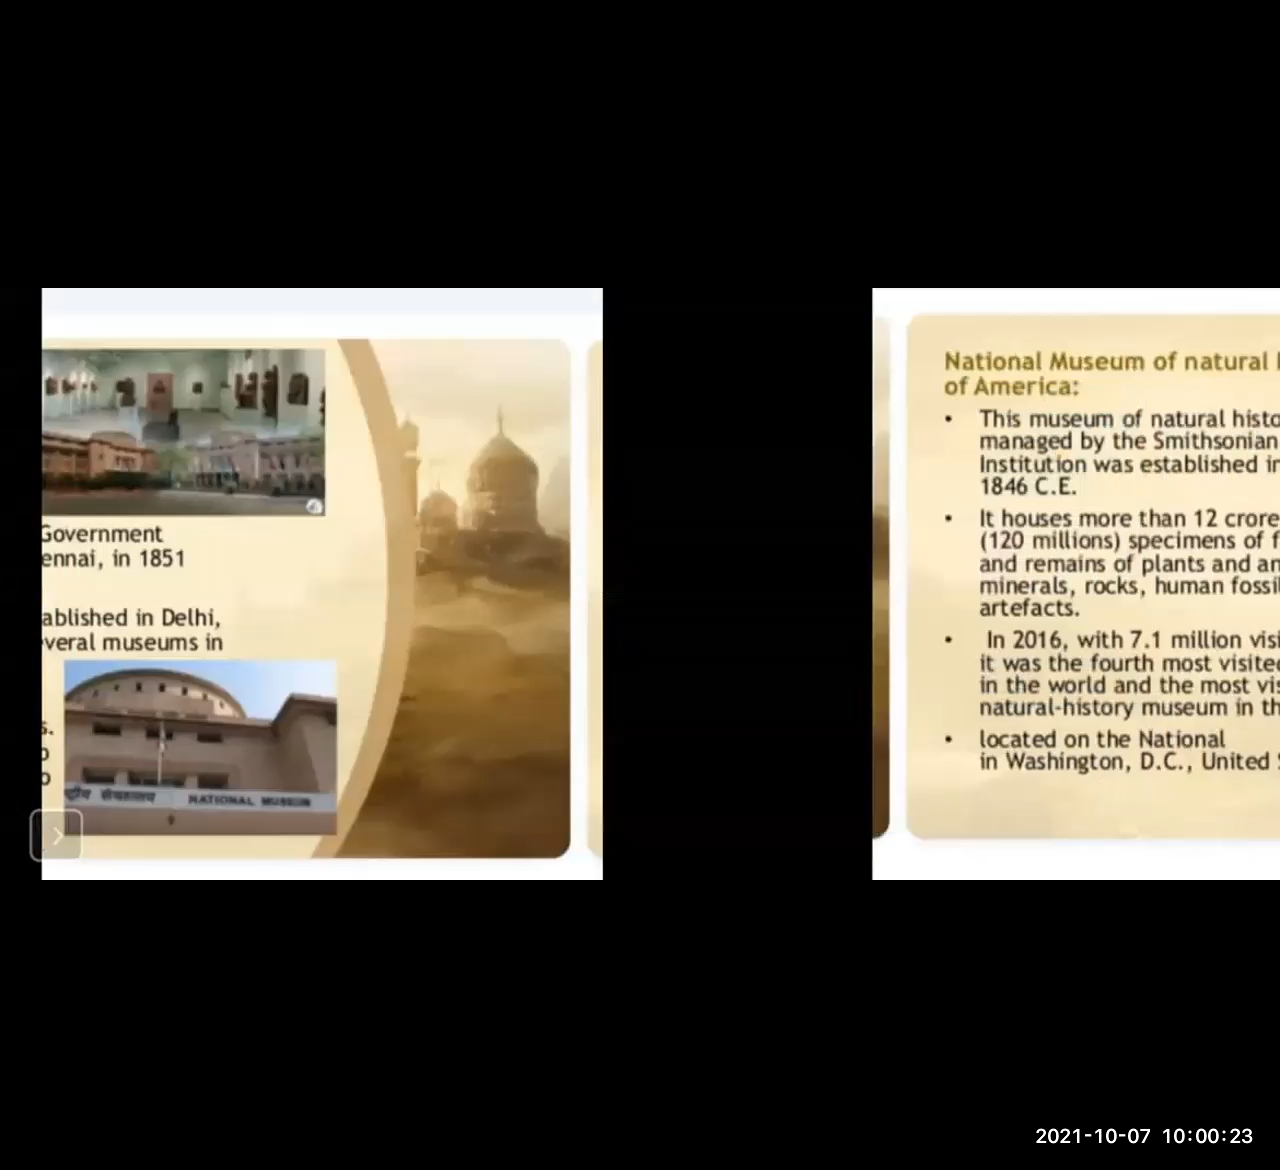 Government
ennai, in 1851
ablished in Delhi,
veral museums in
s.
o
o
NATIONAL MUSEUM
National Museum of natural
of America:
• This museum of natural histo
managed by the Smithsonian
Institution was established in
1846 C.E.
• It houses more than 12 crore
(120 millions) specimens of f
and remains of plants and an
minerals, rocks, human fossil
artefacts.
• In 2016, with 7.1 million visi
it was the fourth most visited
in the world and the most vis
natural-history museum in th
• located on the National
in Washington, D.C., United
2021-10-07 10:00:23